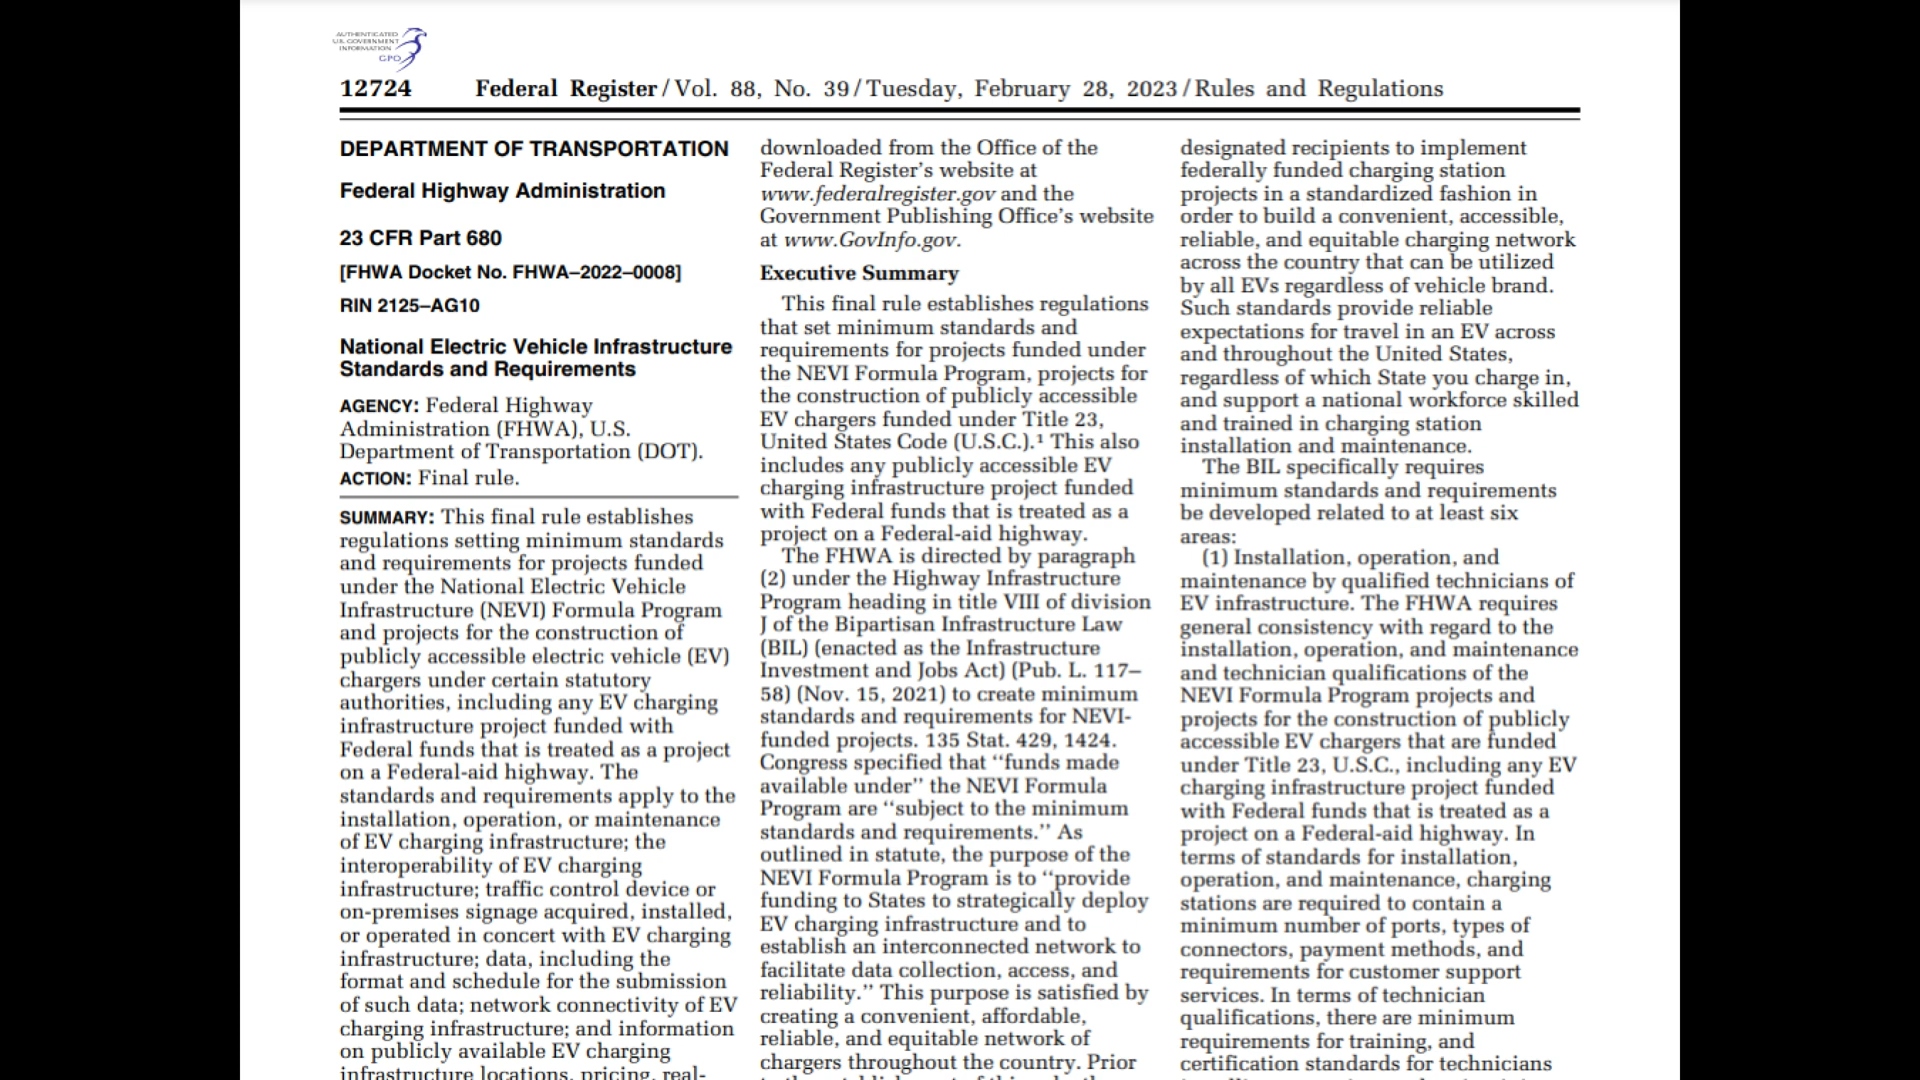 AUTHENTICATED
U.S. GOVERNMENT
INFORMATION
GPO
12724 Federal Register / Vol. 88, No. 39 / Tuesday, February 28, 2023 / Rules and Regulations
DEPARTMENT OF TRANSPORTATION
Federal Highway Administration
23 CFR Part 680
[FHWA Docket No. FHWA–2022–0008]
RIN 2125–AG10
National Electric Vehicle Infrastructure
Standards and Requirements
AGENCY: Federal Highway
Administration (FHWA), U.S.
Department of Transportation (DOT).
ACTION: Final rule.
SUMMARY: This final rule establishes
regulations setting minimum standards
and requirements for projects funded
under the National Electric Vehicle
Infrastructure (NEVI) Formula Program
and projects for the construction of
publicly accessible electric vehicle (EV)
chargers under certain statutory
authorities, including any EV charging
infrastructure project funded with
Federal funds that is treated as a project
on a Federal-aid highway. The
standards and requirements apply to the
installation, operation, or maintenance
of EV charging infrastructure; the
interoperability of EV charging
infrastructure; traffic control device or
on-premises signage acquired, installed,
or operated in concert with EV charging
infrastructure; data, including the
format and schedule for the submission
of such data; network connectivity of EV
charging infrastructure; and information
on publicly available EV charging
infrastructure locations, pricing, real-
downloaded from the Office of the
Federal Register's website at
www.federalregister.gov and the
Government Publishing Office's website
at www.GovInfo.gov.
Executive Summary
This final rule establishes regulations
that set minimum standards and
requirements for projects funded under
the NEVI Formula Program, projects for
the construction of publicly accessible
EV chargers funded under Title 23,
United States Code (U.S.C.).¹ This also
includes any publicly accessible EV
charging infrastructure project funded
with Federal funds that is treated as a
project on a Federal-aid highway.
The FHWA is directed by paragraph
(2) under the Highway Infrastructure
Program heading in title VIII of division
J of the Bipartisan Infrastructure Law
(BIL) (enacted as the Infrastructure
Investment and Jobs Act) (Pub. L. 117–
58) (Nov. 15, 2021) to create minimum
standards and requirements for NEVI-
funded projects. 135 Stat. 429, 1424.
Congress specified that ''funds made
available under'' the NEVI Formula
Program are ''subject to the minimum
standards and requirements.'' As
outlined in statute, the purpose of the
NEVI Formula Program is to ''provide
funding to States to strategically deploy
EV charging infrastructure and to
establish an interconnected network to
facilitate data collection, access, and
reliability.'' This purpose is satisfied by
creating a convenient, affordable,
reliable, and equitable network of
chargers throughout the country. Prior
designated recipients to implement
federally funded charging station
projects in a standardized fashion in
order to build a convenient, accessible,
reliable, and equitable charging network
across the country that can be utilized
by all EVs regardless of vehicle brand.
Such standards provide reliable
expectations for travel in an EV across
and throughout the United States,
regardless of which State you charge in,
and support a national workforce skilled
and trained in charging station
installation and maintenance.
The BIL specifically requires
minimum standards and requirements
be developed related to at least six
areas:
(1) Installation, operation, and
maintenance by qualified technicians of
EV infrastructure. The FHWA requires
general consistency with regard to the
installation, operation, and maintenance
and technician qualifications of the
NEVI Formula Program projects and
projects for the construction of publicly
accessible EV chargers that are funded
under Title 23, U.S.C., including any EV
charging infrastructure project funded
with Federal funds that is treated as a
project on a Federal-aid highway. In
terms of standards for installation,
operation, and maintenance, charging
stations are required to contain a
minimum number of ports, types of
connectors, payment methods, and
requirements for customer support
services. In terms of technician
qualifications, there are minimum
requirements for training, and
certification standards for technicians